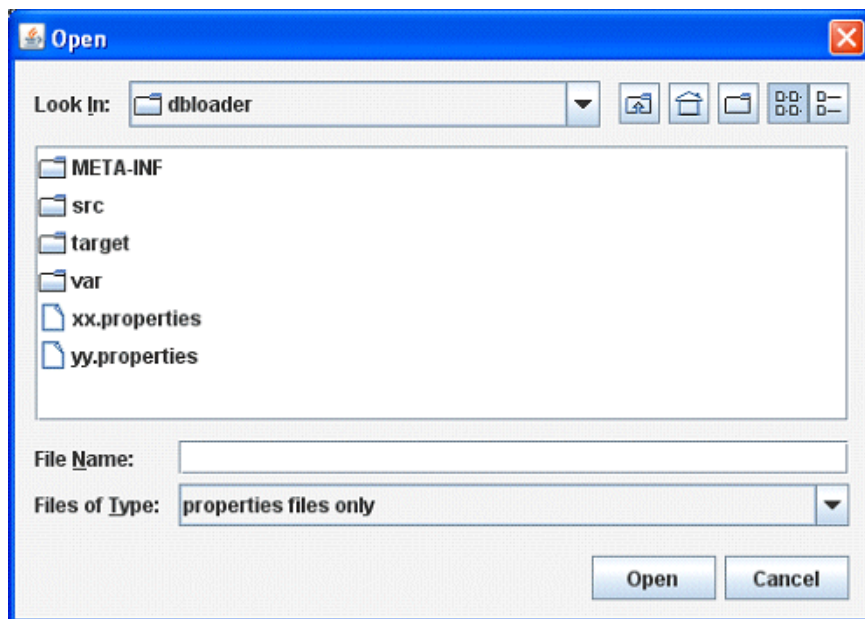 Open
Look In: dbloader
META-INF
src
target
var
xx.properties
yy.properties
File Name:
Files of Type: properties files only
Open Cancel